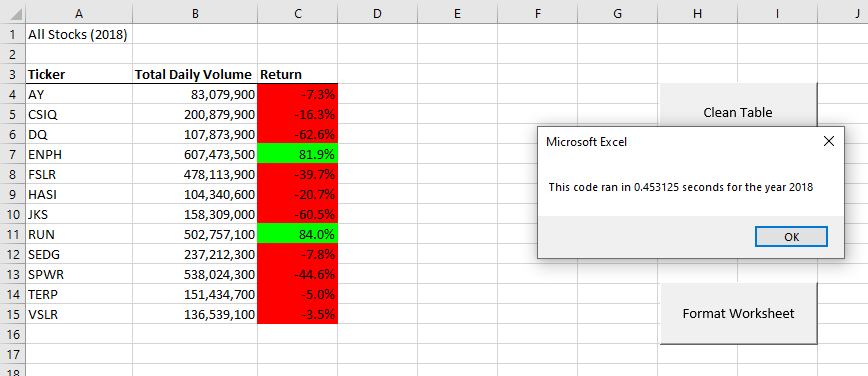 A B C D E F G H I J
1 All Stocks (2018)
2
3 Ticker Total Daily Volume Return
4 AY 83,079,900 -7.3%
5 CSIQ 200,879,900 -16.3%
6 DQ 107,873,900 -62.6%
7 ENPH 607,473,500 81.9%
8 FSLR 478,113,900 -39.7%
9 HASI 104,340,600 -20.7%
10 JKS 158,309,000 -60.5%
11 RUN 502,757,100 84.0%
12 SEDG 237,212,300 -7.8%
13 SPWR 538,024,300 -44.6%
14 TERP 151,434,700 -5.0%
15 VSLR 136,539,100 -3.5%
16
17
18
Clean Table
Microsoft Excel
This code ran in 0.453125 seconds for the year 2018
OK
Format Worksheet